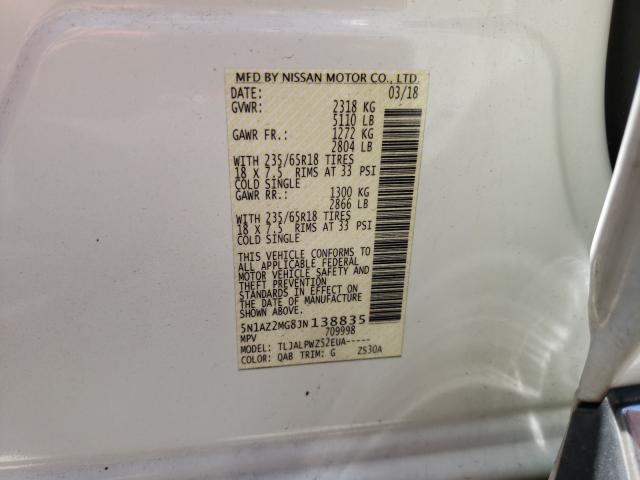 MFD BY NISSAN MOTOR CO., LTD.
DATE: 03/18
GVWR: 2318 KG
5110 LB
GAWR FR.: 1272 KG
2804 LB
WITH 235/65R18 TIRES
18 X 7.5 RIMS AT 33 PSI
COLD SINGLE
GAWR RR.: 1300 KG
2866 LB
WITH 235/65R18 TIRES
18 X 7.5 RIMS AT 33 PSI
COLD SINGLE
THIS VEHICLE CONFORMS TO
ALL APPLICABLE FEDERAL
MOTOR VEHICLE SAFETY AND
THEFT PREVENTION
STANDARDS IN EFFECT ON
THE DATE OF MANUFACTURE
SHOWN ABOVE.
5N1AZ2MG8JN138835
MPV 709998
MODEL: TLJALPWZ52EUA-----
COLOR: QAB TRIM: G ZS30A